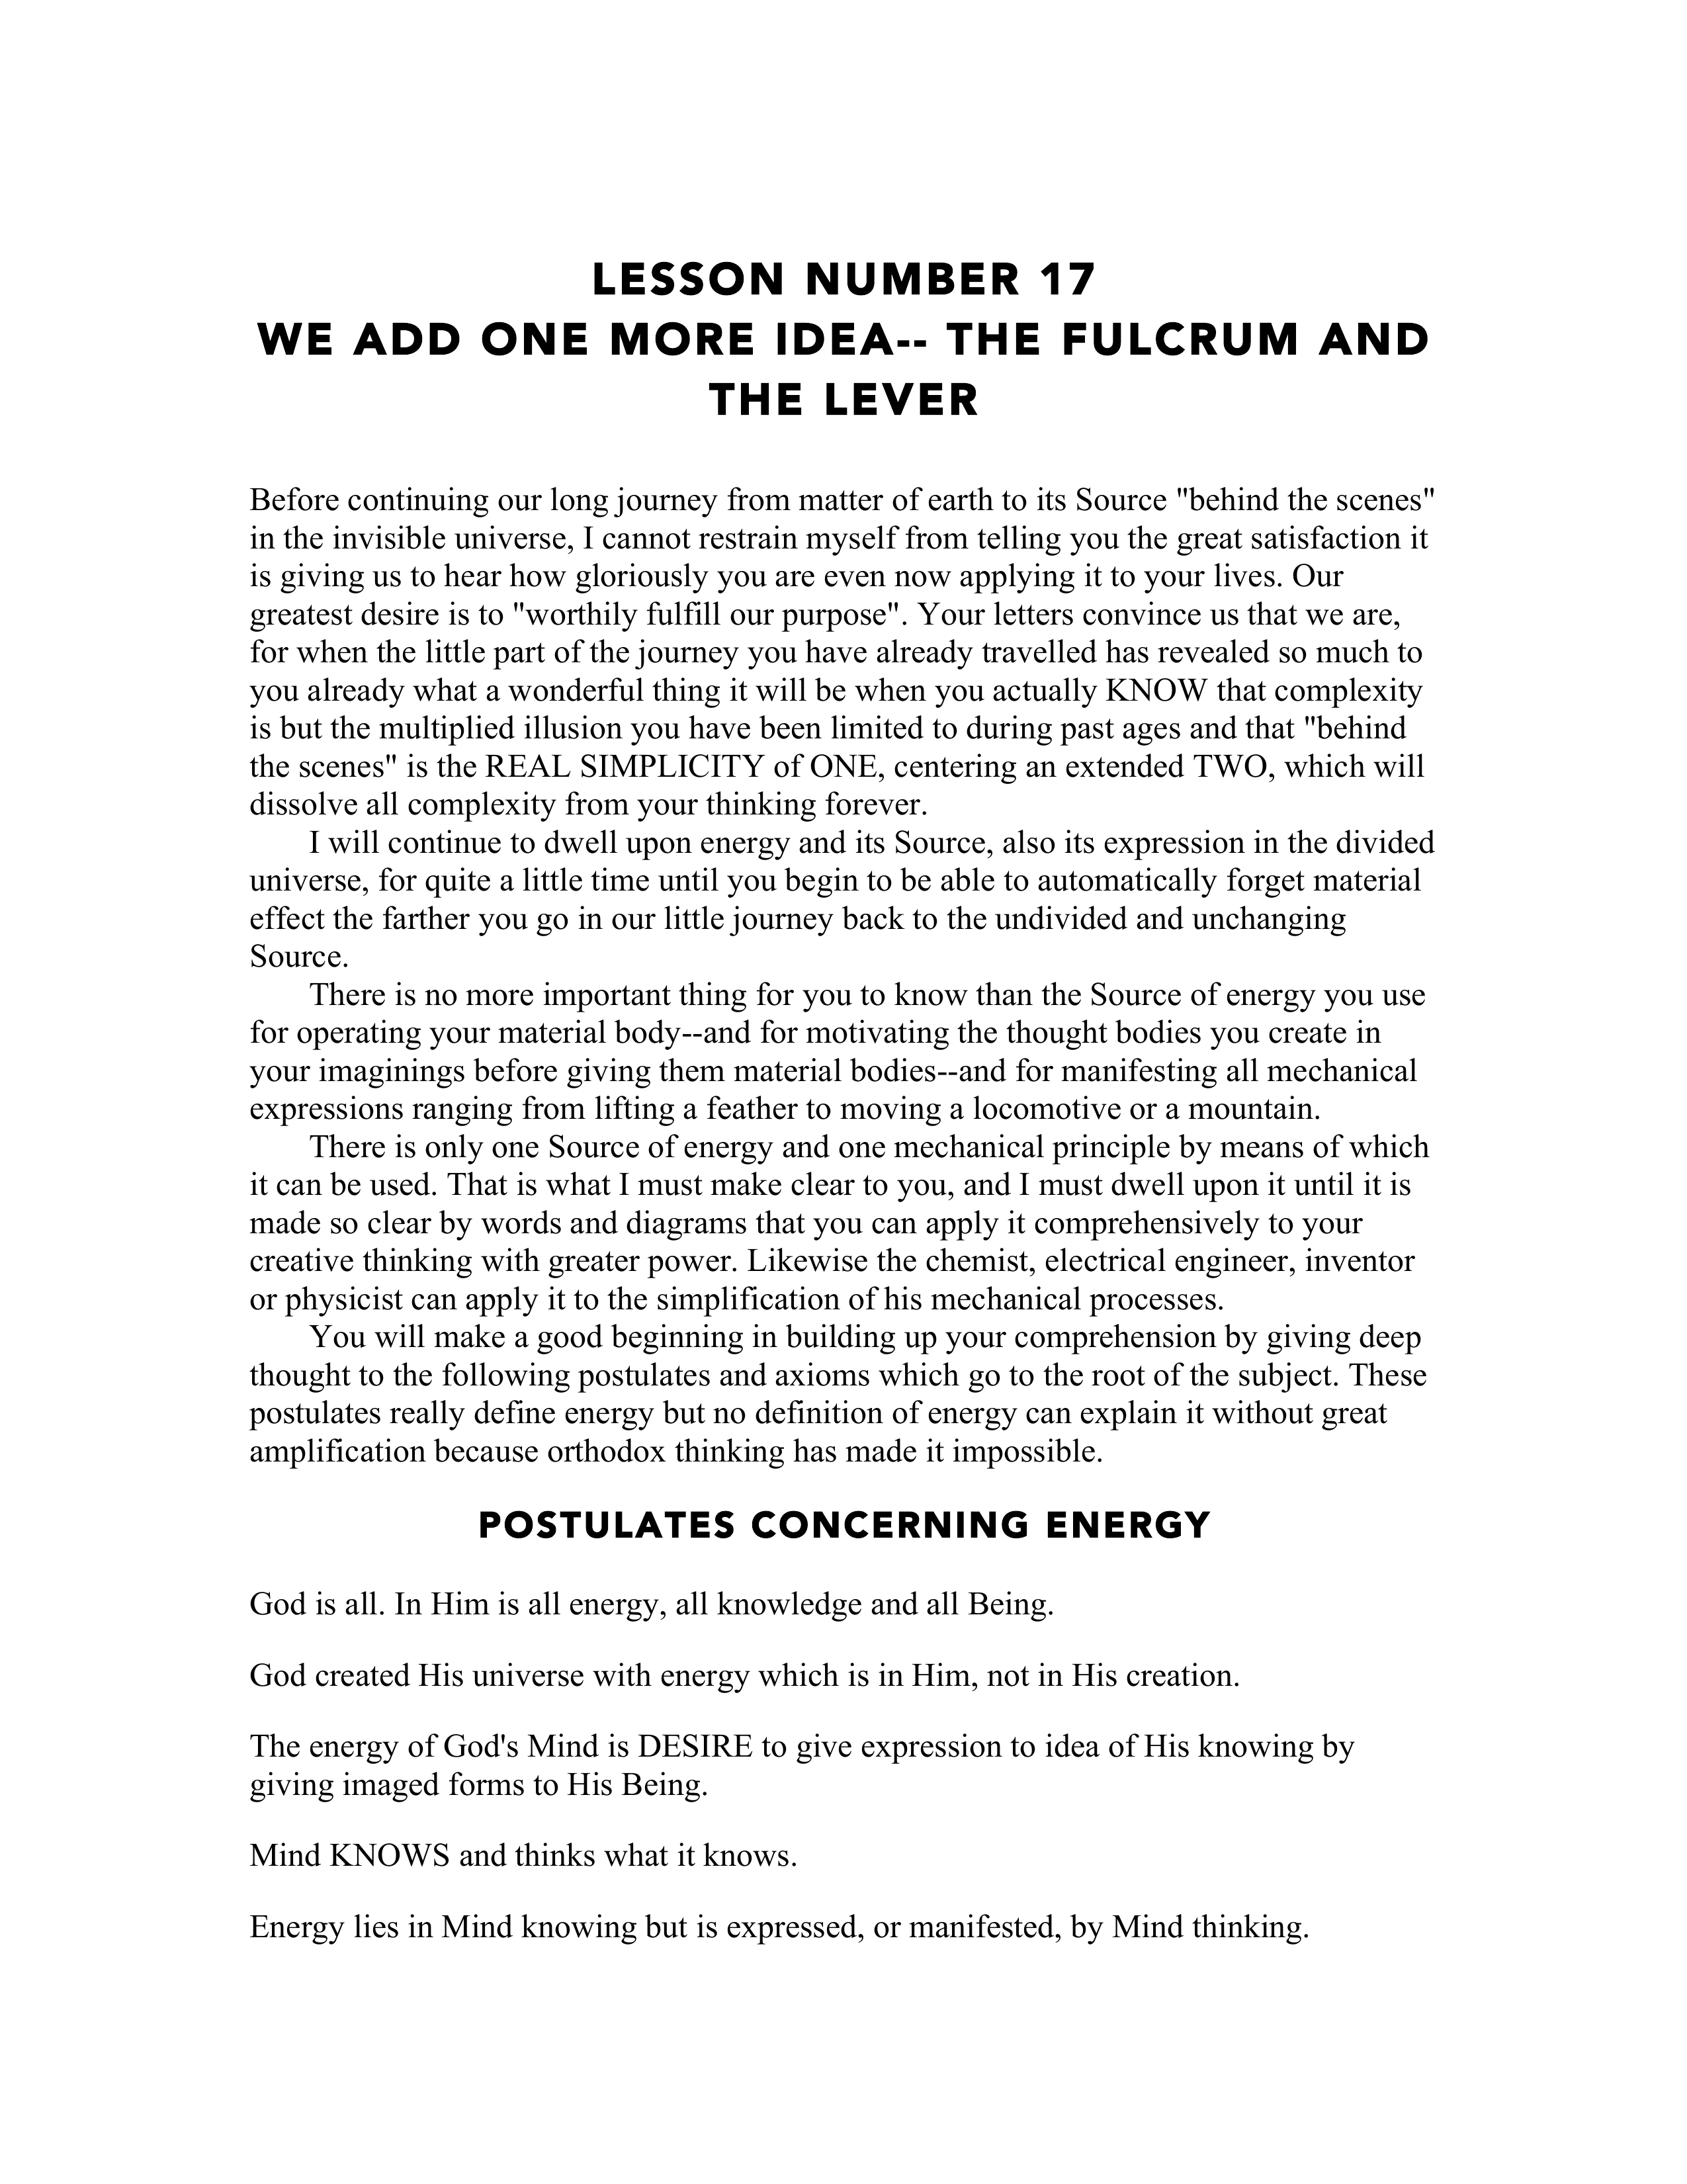 LESSON NUMBER 17
WE ADD ONE MORE IDEA-- THE FULCRUM AND
THE LEVER
Before continuing our long journey from matter of earth to its Source "behind the scenes"
in the invisible universe, I cannot restrain myself from telling you the great satisfaction it
is giving us to hear how gloriously you are even now applying it to your lives. Our
greatest desire is to "worthily fulfill our purpose". Your letters convince us that we are,
for when the little part of the journey you have already travelled has revealed so much to
you already what a wonderful thing it will be when you actually KNOW that complexity
is but the multiplied illusion you have been limited to during past ages and that "behind
the scenes" is the REAL SIMPLICITY of ONE, centering an extended TWO, which will
dissolve all complexity from your thinking forever.
I will continue to dwell upon energy and its Source, also its expression in the divided
universe, for quite a little time until you begin to be able to automatically forget material
effect the farther you go in our little journey back to the undivided and unchanging
Source.
There is no more important thing for you to know than the Source of energy you use
for operating your material body--and for motivating the thought bodies you create in
your imaginings before giving them material bodies--and for manifesting all mechanical
expressions ranging from lifting a feather to moving a locomotive or a mountain.
There is only one Source of energy and one mechanical principle by means of which
it can be used. That is what I must make clear to you, and I must dwell upon it until it is
made so clear by words and diagrams that you can apply it comprehensively to your
creative thinking with greater power. Likewise the chemist, electrical engineer, inventor
or physicist can apply it to the simplification of his mechanical processes.
You will make a good beginning in building up your comprehension by giving deep
thought to the following postulates and axioms which go to the root of the subject. These
postulates really define energy but no definition of energy can explain it without great
amplification because orthodox thinking has made it impossible.
POSTULATES CONCERNING ENERGY
God is all. In Him is all energy, all knowledge and all Being.
God created His universe with energy which is in Him, not in His creation.
The energy of God's Mind is DESIRE to give expression to idea of His knowing by
giving imaged forms to His Being.
Mind KNOWS and thinks what it knows.
Energy lies in Mind knowing but is expressed, or manifested, by Mind thinking.